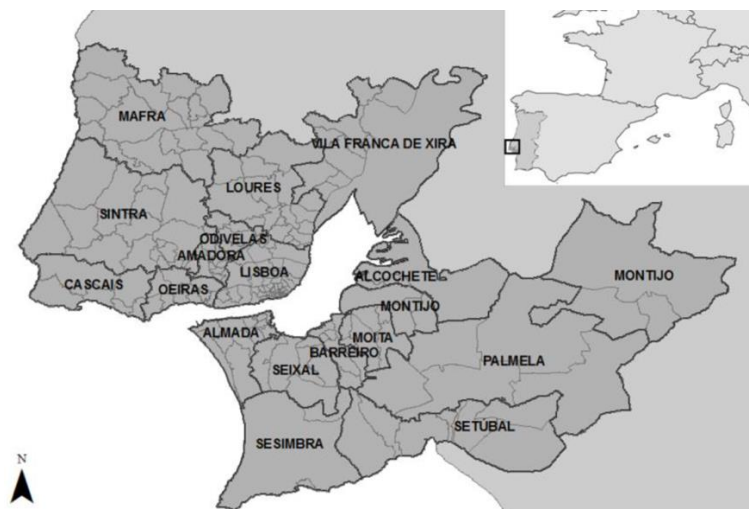 MAFRA
VILA FRANCA DE XIRA
LOURES
SINTRA
ODIVELAS
AMADORA
LISBOA
CASCAIS
OEIRAS
ALCOCHETE
MONTIJO
MONTIJO
ALMADA
MOITA
BARREIRO
SEIXAL
PALMELA
SETÚBAL
SESIMBRA
N